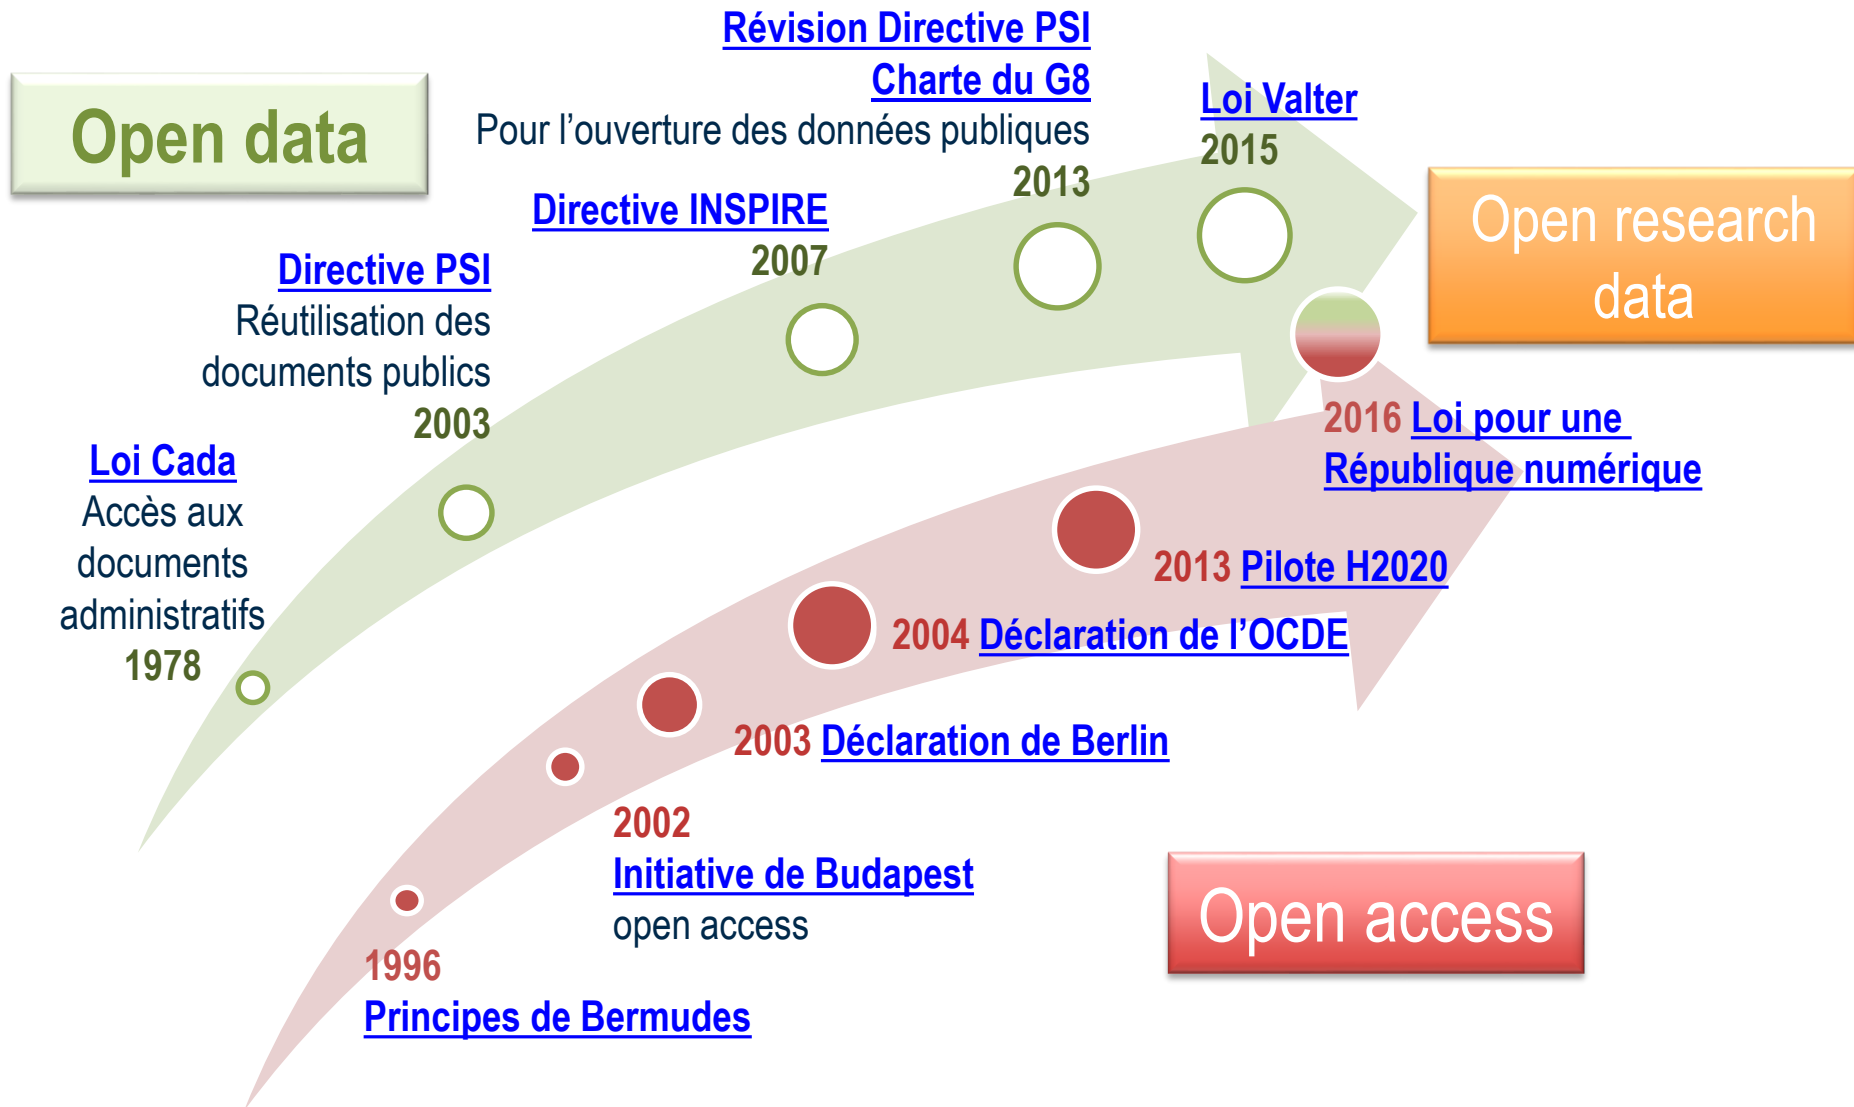 Open data
Révision Directive PSI
Charte du G8
Pour l’ouverture des données publiques
2013
Loi Valter
2015
Directive INSPIRE
2007
Directive PSI
Réutilisation des
documents publics
2003
Loi Cada
Accès aux
documents
administratifs
1978
Open research
data
2016 Loi pour une
République numérique
2013 Pilote H2020
2004 Déclaration de l’OCDE
2003 Déclaration de Berlin
2002
Initiative de Budapest
open access
1996
Principes de Bermudes
Open access